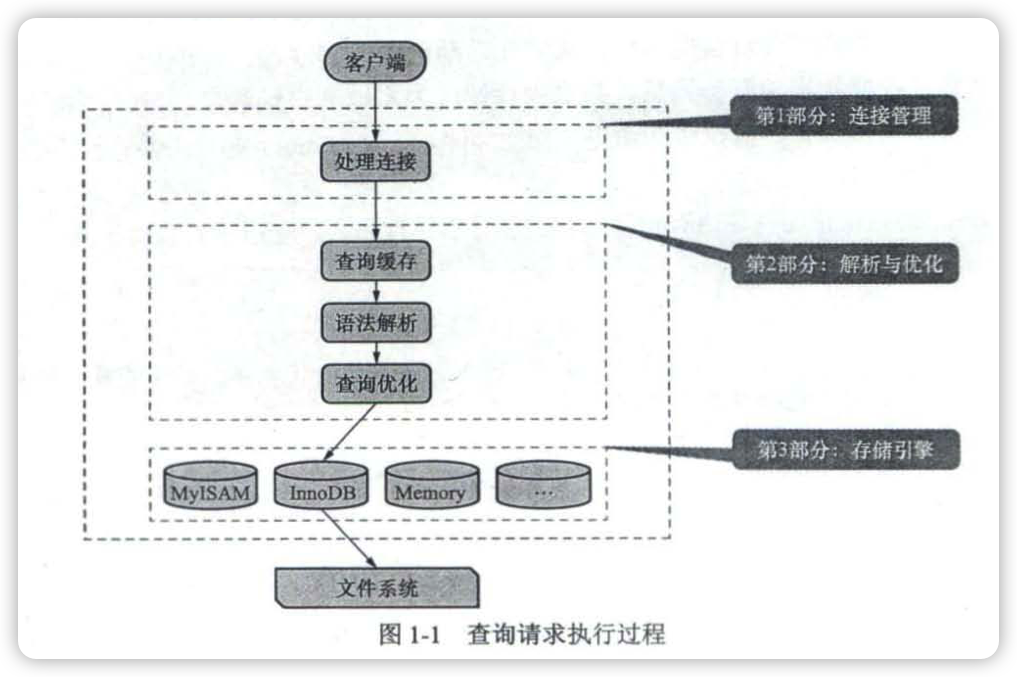 客户端
第1部分：连接管理
处理连接
查询缓存
第2部分：解析与优化
语法解析
查询优化
第3部分：存储引擎
MyISAM
InnoDB
Memory
…
文件系统
图 1-1 查询请求执行过程